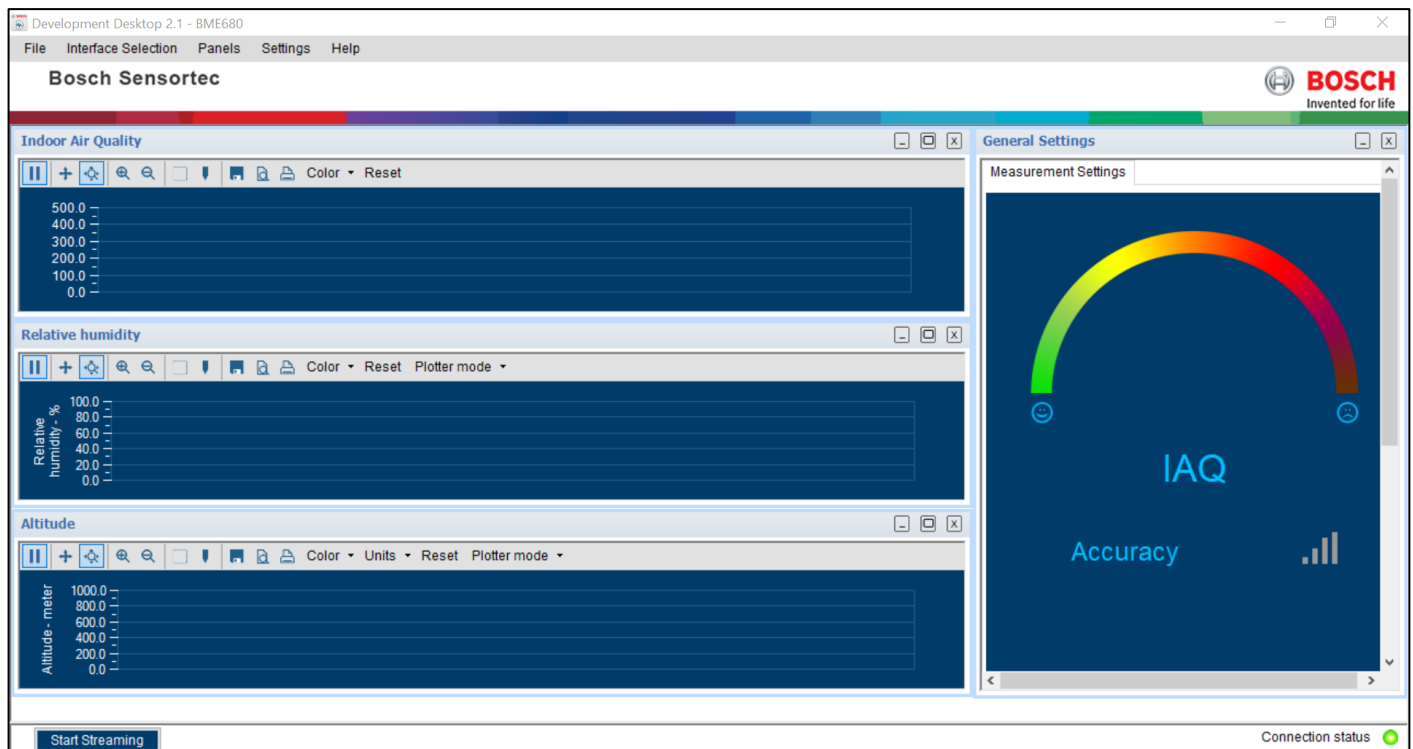 Development Desktop 2.1 - BME680
File Interface Selection Panels Settings Help
Bosch Sensortec
BOSCH
Invented for life
Indoor Air Quality
Color Reset
500.0
400.0
300.0
200.0
100.0
0.0
Relative humidity
Color Reset Plotter mode
Relative
humidity - %
100.0
80.0
60.0
40.0
20.0
0.0
Altitude
Color Units Reset Plotter mode
Altitude - meter
1000.0
800.0
600.0
400.0
200.0
0.0
General Settings
Measurement Settings
IAQ
Accuracy
Start Streaming
Connection status